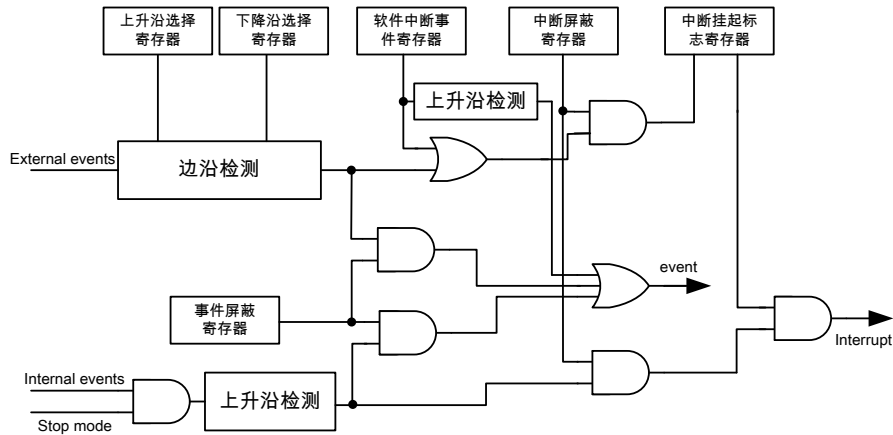 上升沿选择
寄存器
下降沿选择
寄存器
软件中断事
件寄存器
中断屏蔽
寄存器
中断挂起标
志寄存器
上升沿检测
External events
边沿检测
event
事件屏蔽
寄存器
Interrupt
Internal events
上升沿检测
Stop mode